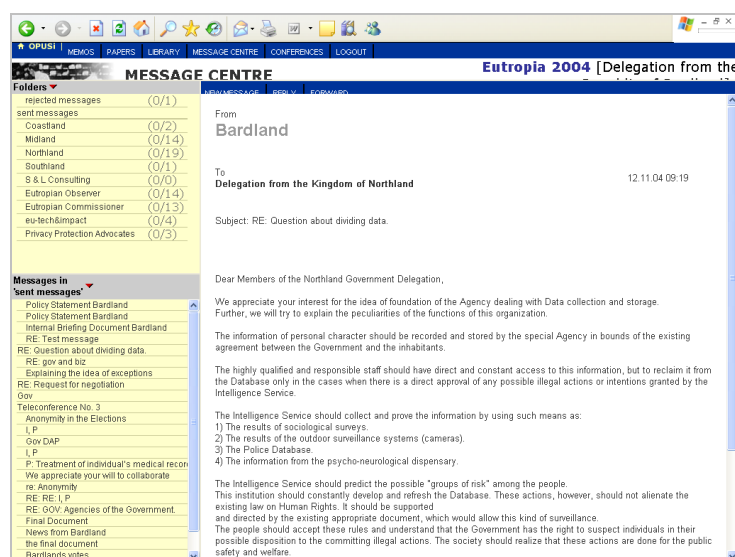 OPUSi
MEMOS PAPERS LIBRARY MESSAGE CENTRE CONFERENCES LOGOUT
MESSAGE CENTRE
Eutropia 2004 [Delegation from the
Folders
rejected messages (0/1)
sent messages
Coastland (0/2)
Midland (0/14)
Northland (0/19)
Southland (0/1)
S & L Consulting (0/0)
Eutropian Observer (0/14)
Eutropian Commissioner (0/13)
eu-tech&impact (0/4)
Privacy Protection Advocates (0/3)
Messages in
'sent messages'
Policy Statement Bardland
Policy Statement Bardland
Internal Briefing Document Bardland
RE: Test message
RE: Question about dividing data.
RE: gov and biz
Explaining the idea of exceptions
RE: Request for negotiation
Gov
Teleconference No. 3
Anonymity in the Elections
I, P
Gov DAP
I, P
P: Treatment of individual's medical recor
We appreciate your will to collaborate
re: Anonymity
RE: RE: I, P
RE: GOV: Agencies of the Government.
Final Document
News from Bardland
the final document
Bardlands votes
NEW MESSAGE REPLY FORWARD
From
Bardland
To
Delegation from the Kingdom of Northland
12.11.04 09:19
Subject: RE: Question about dividing data.
Dear Members of the Northland Government Delegation,
We appreciate your interest for the idea of foundation of the Agency dealing with Data collection and storage.
Further, we will try to explain the peculiarities of the functions of this organization.
The information of personal character should be recorded and stored by the special Agency in bounds of the existing
agreement between the Government and the inhabitants.
The highly qualified and responsible staff should have direct and constant access to this information, but to reclaim it from
the Database only in the cases when there is a direct approval of any possible illegal actions or intentions granted by the
Intelligence Service.
The Intelligence Service should collect and prove the information by using such means as:
1) The results of sociological surveys.
2) The results of the outdoor surveillance systems (cameras).
3) The Police Database.
4) The information from the psycho-neurological dispensary.
The Intelligence Service should predict the possible "groups of risk" among the people.
This institution should constantly develop and refresh the Database. These actions, however, should not alienate the
existing law on Human Rights. It should be supported
and directed by the existing appropriate document, which would allow this kind of surveillance.
The people should accept these rules and understand that the Government has the right to suspect individuals in their
possible disposition to the committing illegal actions. The society should realize that these actions are done for the public
safety and welfare.